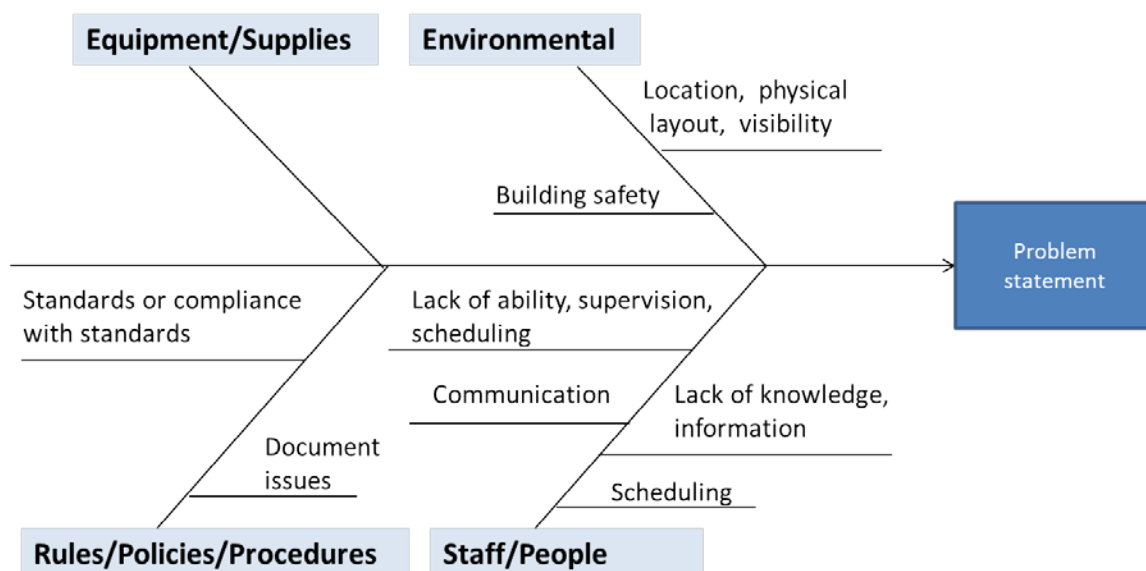 Equipment/Supplies
Environmental
Location, physical
layout, visibility
Building safety
Problem
statement
Standards or compliance
with standards
Lack of ability, supervision,
scheduling
Communication
Lack of knowledge,
information
Document
issues
Scheduling
Rules/Policies/Procedures
Staff/People